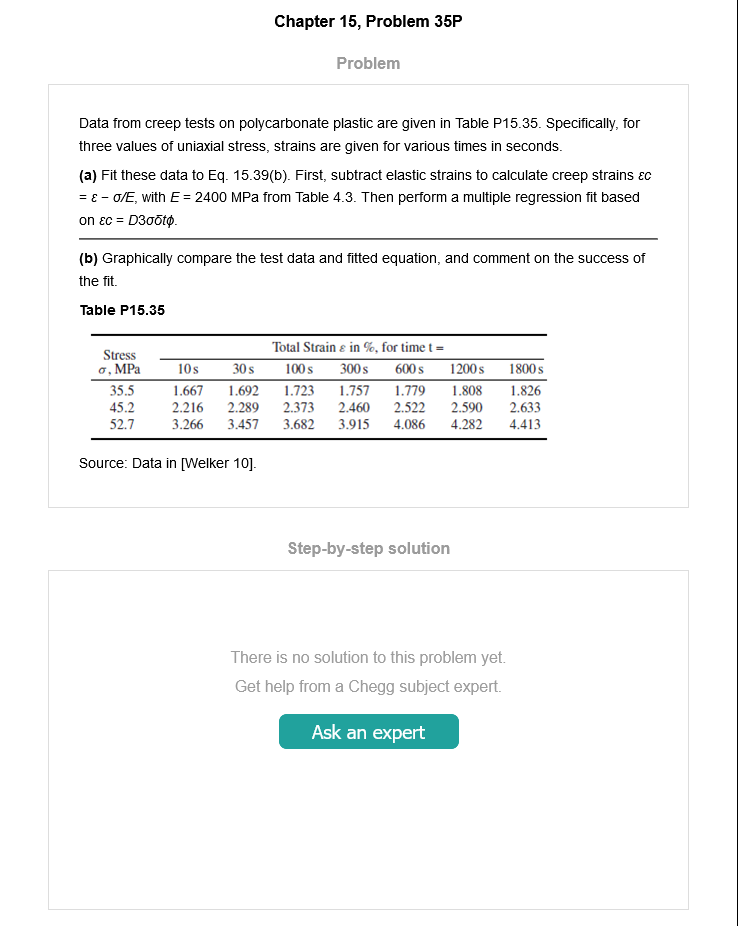 Chapter 15, Problem 35P
Problem
Data from creep tests on polycarbonate plastic are given in Table P15.35. Specifically, for
three values of uniaxial stress, strains are given for various times in seconds.
(a) Fit these data to Eq. 15.39(b). First, subtract elastic strains to calculate creep strains εc
= ε − σ/E, with E = 2400 MPa from Table 4.3. Then perform a multiple regression fit based
on εc = D3σδtϕ.
(b) Graphically compare the test data and fitted equation, and comment on the success of
the fit.
Table P15.35
Stress σ, MPa Total Strain ε in %, for time t =
10 s 30 s 100 s 300 s 600 s 1200 s 1800 s
35.5 1.667 1.692 1.723 1.757 1.779 1.808 1.826
45.2 2.216 2.289 2.373 2.460 2.522 2.590 2.633
52.7 3.266 3.457 3.682 3.915 4.086 4.282 4.413
Source: Data in [Welker 10].
Step-by-step solution
There is no solution to this problem yet.
Get help from a Chegg subject expert.
Ask an expert